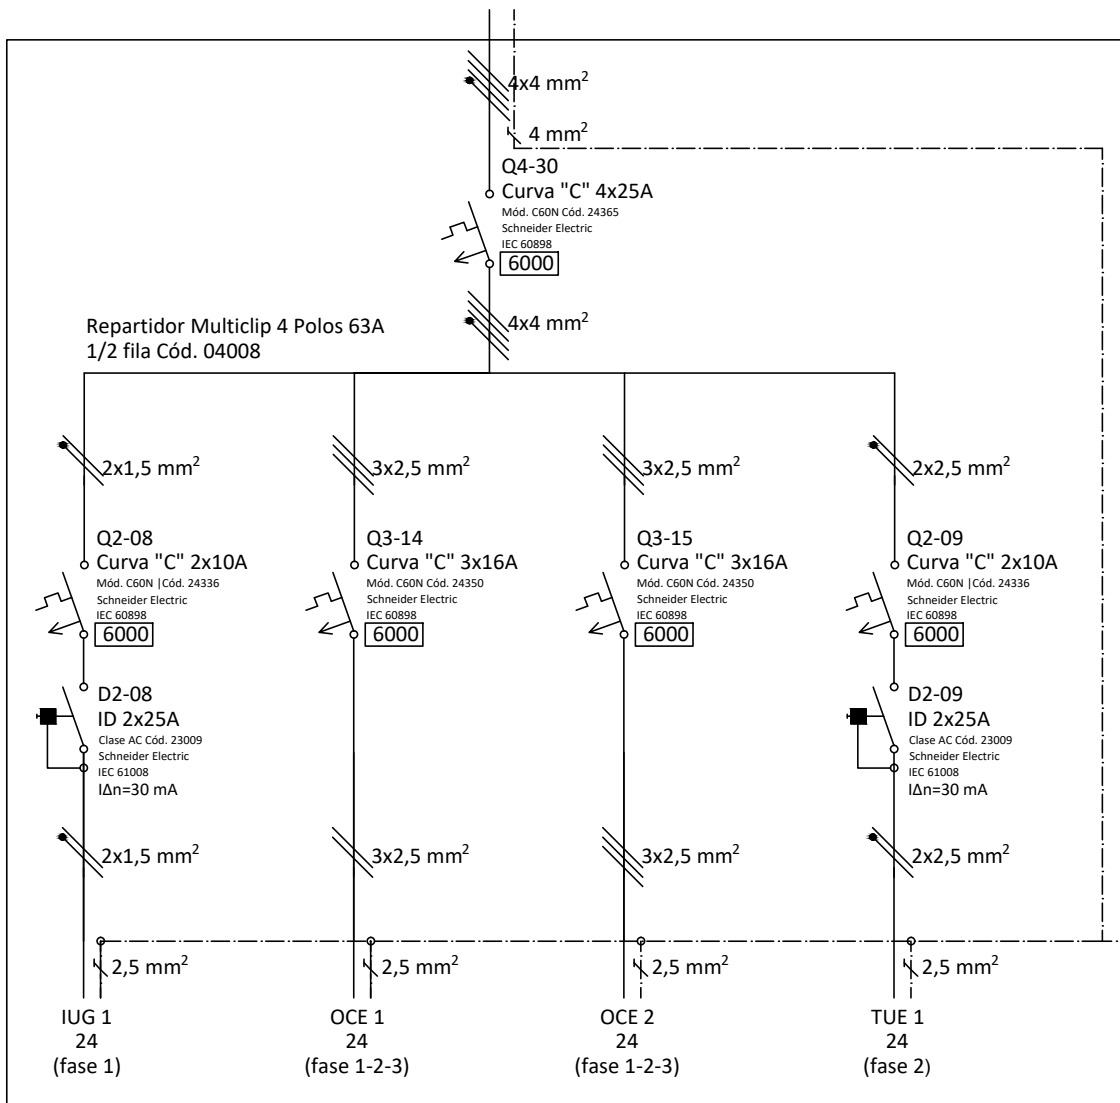 4x4 mm²
4 mm²
Q4-30
Curva "C" 4x25A
Mód. C60N Cód. 24365
Schneider Electric
IEC 60898
6000
4x4 mm²
Repartidor Multiclip 4 Polos 63A
1/2 fila Cód. 04008
2x1,5 mm²
3x2,5 mm²
3x2,5 mm²
2x2,5 mm²
Q2-08
Curva "C" 2x10A
Mód. C60N |Cód. 24336
Schneider Electric
IEC 60898
6000
Q3-14
Curva "C" 3x16A
Mód. C60N Cód. 24350
Schneider Electric
IEC 60898
6000
Q3-15
Curva "C" 3x16A
Mód. C60N Cód. 24350
Schneider Electric
IEC 60898
6000
Q2-09
Curva "C" 2x10A
Mód. C60N |Cód. 24336
Schneider Electric
IEC 60898
6000
D2-08
ID 2x25A
Clase AC Cód. 23009
Schneider Electric
IEC 61008
IΔn=30 mA
D2-09
ID 2x25A
Clase AC Cód. 23009
Schneider Electric
IEC 61008
IΔn=30 mA
2x1,5 mm²
3x2,5 mm²
3x2,5 mm²
2x2,5 mm²
2,5 mm²
2,5 mm²
2,5 mm²
2,5 mm²
IUG 1
24
(fase 1)
OCE 1
24
(fase 1-2-3)
OCE 2
24
(fase 1-2-3)
TUE 1
24
(fase 2)